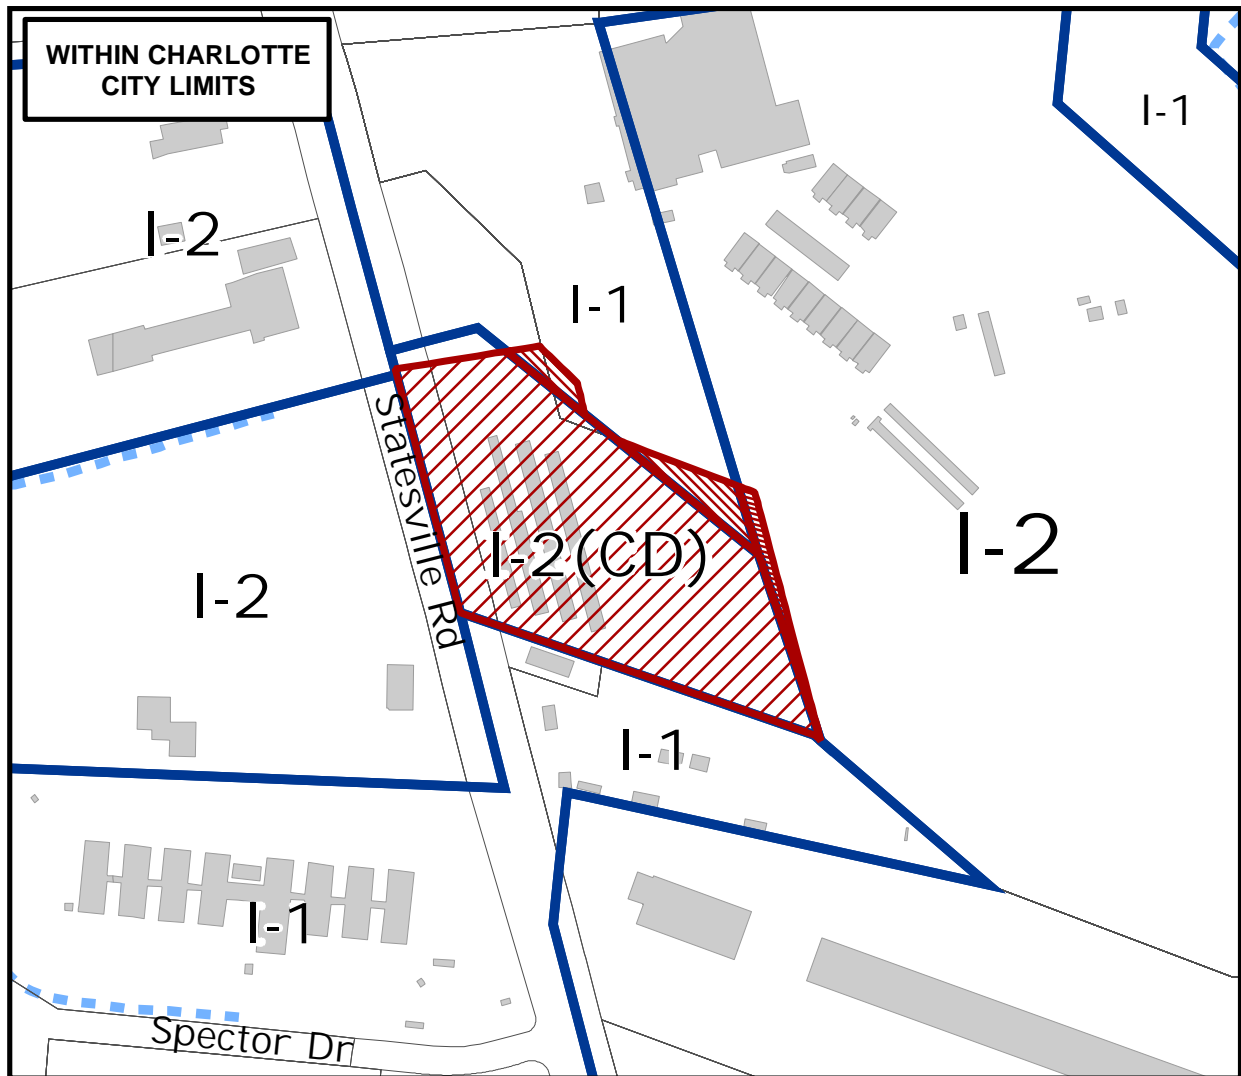 WITHIN CHARLOTTE
CITY LIMITS
I-1
I-2
I-1
Statesville Rd
I-2(CD)
I-2
I-2
I-1
I-1
Spector Dr